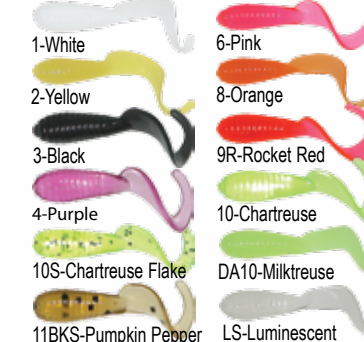 1-White
6-Pink
2-Yellow
8-Orange
3-Black
9R-Rocket Red
4-Purple
10-Chartreuse
10S-Chartreuse Flake
DA10-Milktreuse
11BKS-Pumpkin Pepper
LS-Luminescent